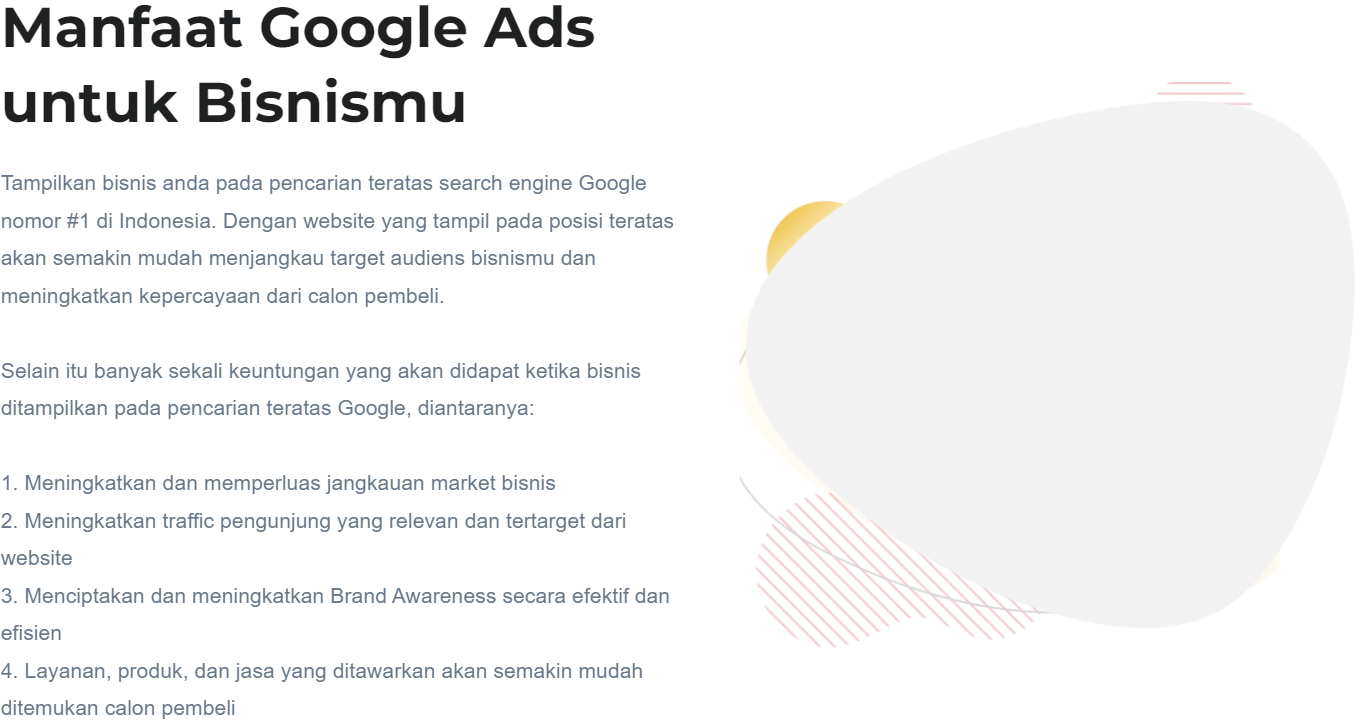 Manfaat Google Ads
untuk Bisnismu
Tampilkan bisnis anda pada pencarian teratas search engine Google
nomor #1 di Indonesia. Dengan website yang tampil pada posisi teratas
akan semakin mudah menjangkau target audiens bisnismu dan
meningkatkan kepercayaan dari calon pembeli.
Selain itu banyak sekali keuntungan yang akan didapat ketika bisnis
ditampilkan pada pencarian teratas Google, diantaranya:
1. Meningkatkan dan memperluas jangkauan market bisnis
2. Meningkatkan traffic pengunjung yang relevan dan tertarget dari
website
3. Menciptakan dan meningkatkan Brand Awareness secara efektif dan
efisien
4. Layanan, produk, dan jasa yang ditawarkan akan semakin mudah
ditemukan calon pembeli